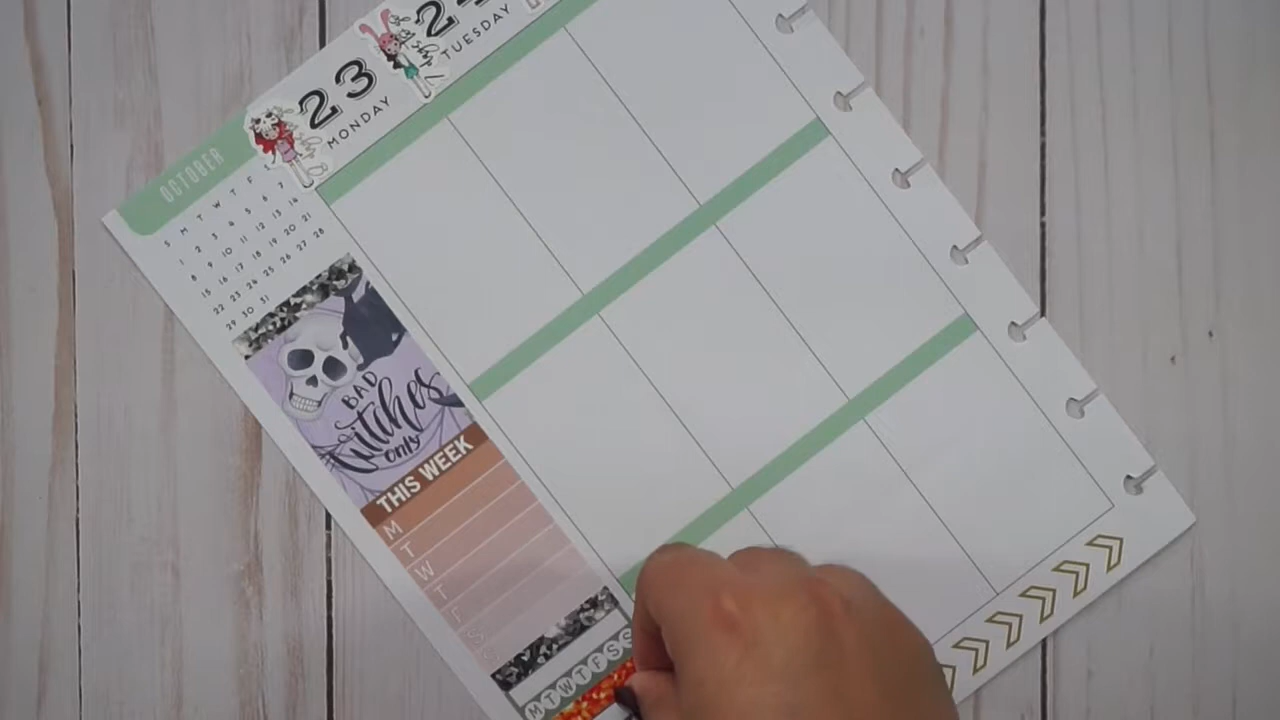 24
TUESDAY
23
MONDAY
OCTOBER
S M T W T F S
1 2 3 4 5 6 7
8 9 10 11 12 13 14
15 16 17 18 19 20 21
22 23 24 25 26 27 28
29 30 31
BAD
witches
only
THIS WEEK
M
T
W
T
F
S
S
MTWTFSS